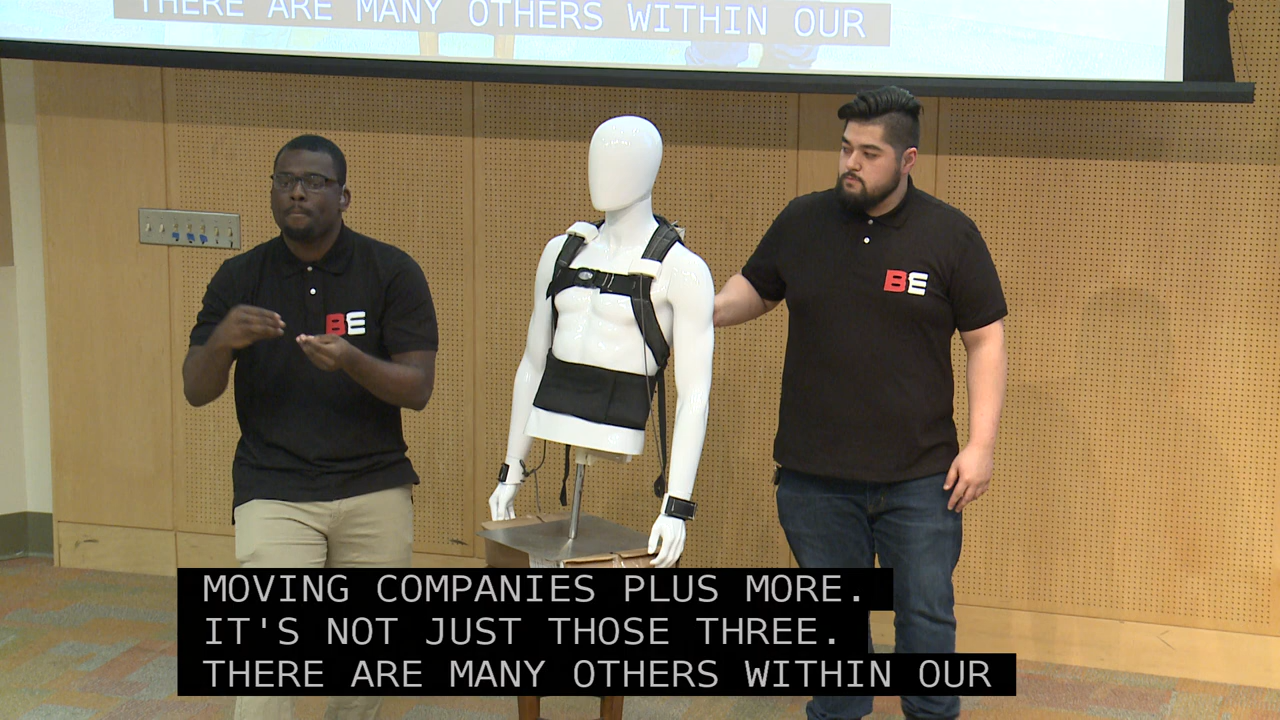 THERE ARE MANY OTHERS WITHIN OUR
BE
BE
MOVING COMPANIES PLUS MORE.
IT'S NOT JUST THOSE THREE.
THERE ARE MANY OTHERS WITHIN OUR